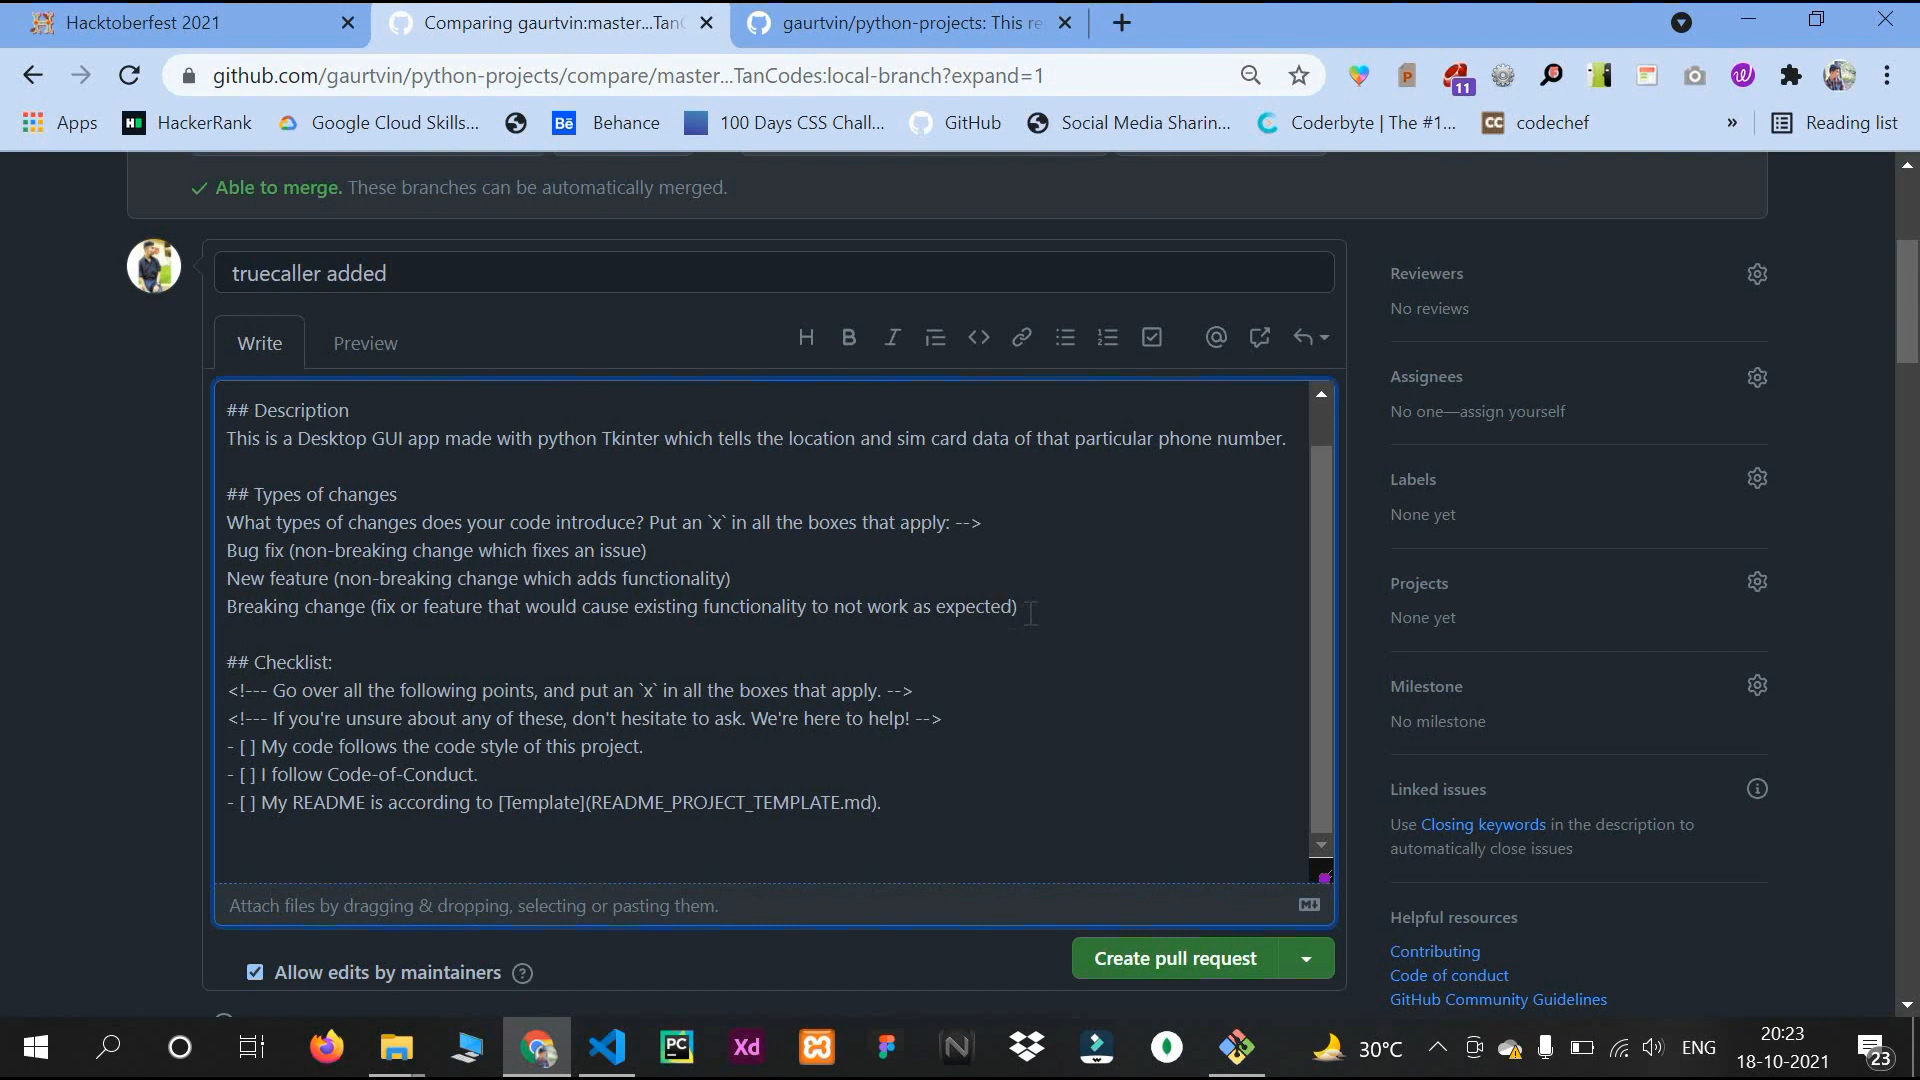 Hacktoberfest 2021
Comparing gaurtvin:master...Tan
gaurtvin/python-projects: This re
github.com/gaurtvin/python-projects/compare/master...TanCodes:local-branch?expand=1
11
Apps
HackerRank
Google Cloud Skills...
Bē
Behance
100 Days CSS Chall...
GitHub
Social Media Sharin...
Coderbyte | The #1...
CC
codechef
»
Reading list
Able to merge. These branches can be automatically merged.
truecaller added
Write
Preview
## Description
This is a Desktop GUI app made with python Tkinter which tells the location and sim card data of that particular phone number.
## Types of changes
What types of changes does your code introduce? Put an `x` in all the boxes that apply: -->
Bug fix (non-breaking change which fixes an issue)
New feature (non-breaking change which adds functionality)
Breaking change (fix or feature that would cause existing functionality to not work as expected)
## Checklist:
<!--- Go over all the following points, and put an `x` in all the boxes that apply. -->
<!--- If you're unsure about any of these, don't hesitate to ask. We're here to help! -->
- [ ] My code follows the code style of this project.
- [ ] I follow Code-of-Conduct.
- [ ] My README is according to [Template](README_PROJECT_TEMPLATE.md).
Attach files by dragging & dropping, selecting or pasting them.
Allow edits by maintainers
Create pull request
Reviewers
No reviews
Assignees
No one—assign yourself
Labels
None yet
Projects
None yet
Milestone
No milestone
Linked issues
Use Closing keywords in the description to
automatically close issues
Helpful resources
Contributing
Code of conduct
GitHub Community Guidelines
PC
Xd
N
30°C
ENG
20:23
18-10-2021
23